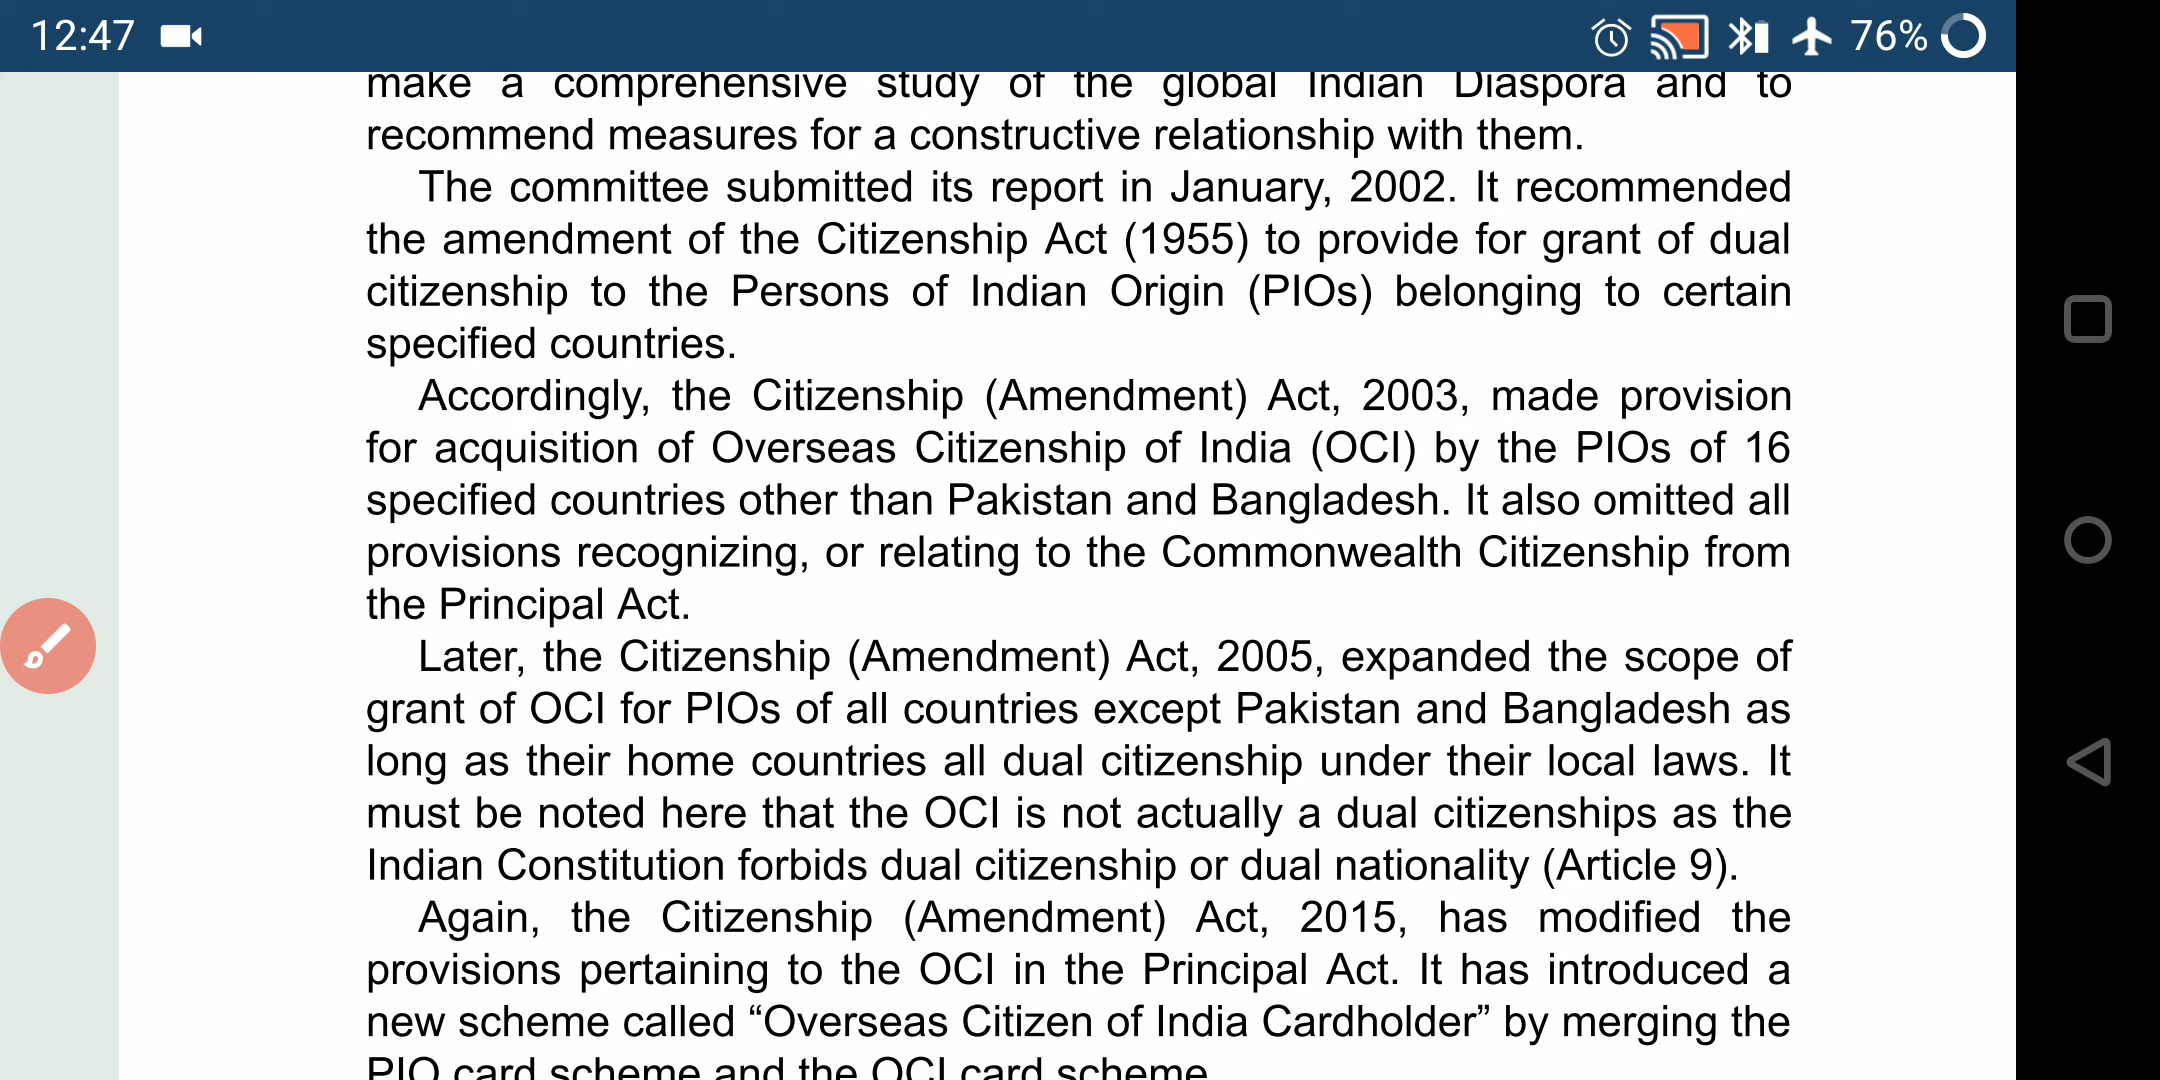 12:47
76%
make a comprehensive study of the global Indian Diaspora and to
recommend measures for a constructive relationship with them.
The committee submitted its report in January, 2002. It recommended
the amendment of the Citizenship Act (1955) to provide for grant of dual
citizenship to the Persons of Indian Origin (PIOs) belonging to certain
specified countries.
Accordingly, the Citizenship (Amendment) Act, 2003, made provision
for acquisition of Overseas Citizenship of India (OCI) by the PIOs of 16
specified countries other than Pakistan and Bangladesh. It also omitted all
provisions recognizing, or relating to the Commonwealth Citizenship from
the Principal Act.
Later, the Citizenship (Amendment) Act, 2005, expanded the scope of
grant of OCI for PIOs of all countries except Pakistan and Bangladesh as
long as their home countries all dual citizenship under their local laws. It
must be noted here that the OCI is not actually a dual citizenships as the
Indian Constitution forbids dual citizenship or dual nationality (Article 9).
Again, the Citizenship (Amendment) Act, 2015, has modified the
provisions pertaining to the OCI in the Principal Act. It has introduced a
new scheme called “Overseas Citizen of India Cardholder” by merging the
PIO card scheme and the OCI card scheme.